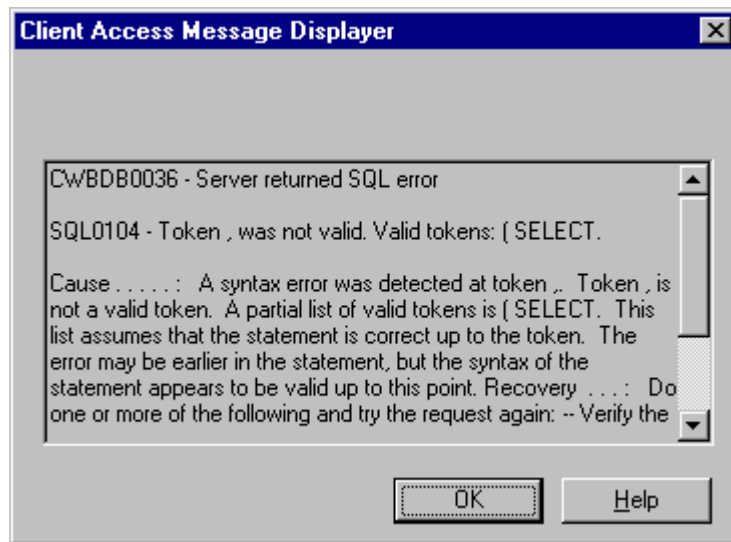 Client Access Message Displayer
CWBDB0036 - Server returned SQL error
SQL0104 - Token , was not valid. Valid tokens: ( SELECT.
Cause . . . . . :   A syntax error was detected at token ,.  Token , is
not a valid token.  A partial list of valid tokens is ( SELECT.  This
list assumes that the statement is correct up to the token.  The
error may be earlier in the statement, but the syntax of the
statement appears to be valid up to this point. Recovery  . . . :  Do
one or more of the following and try the request again: -- Verify the
OK
Help